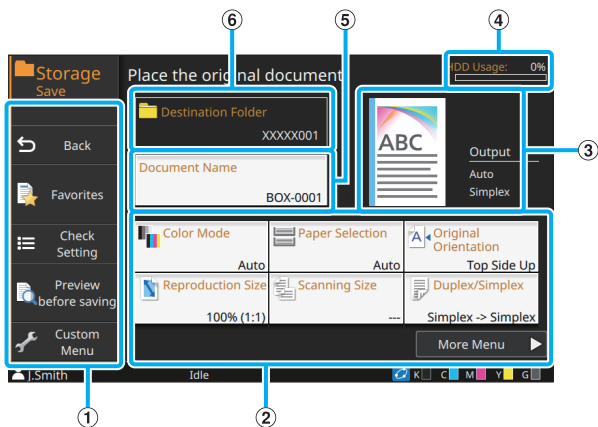 6
5
4
Storage
Save
Place the original document
HDD Usage: 0%
Destination Folder
XXXXX001
Back
ABC
Output
Auto
Simplex
3
Document Name
BOX-0001
Favorites
Check
Setting
Color Mode
Auto
Paper Selection
Auto
Original
Orientation
Top Side Up
Preview
before saving
Reproduction Size
100% (1:1)
Scanning Size
---
Duplex/Simplex
Simplex -> Simplex
Custom
Menu
More Menu
J.Smith
Idle
K C M Y G
1
2